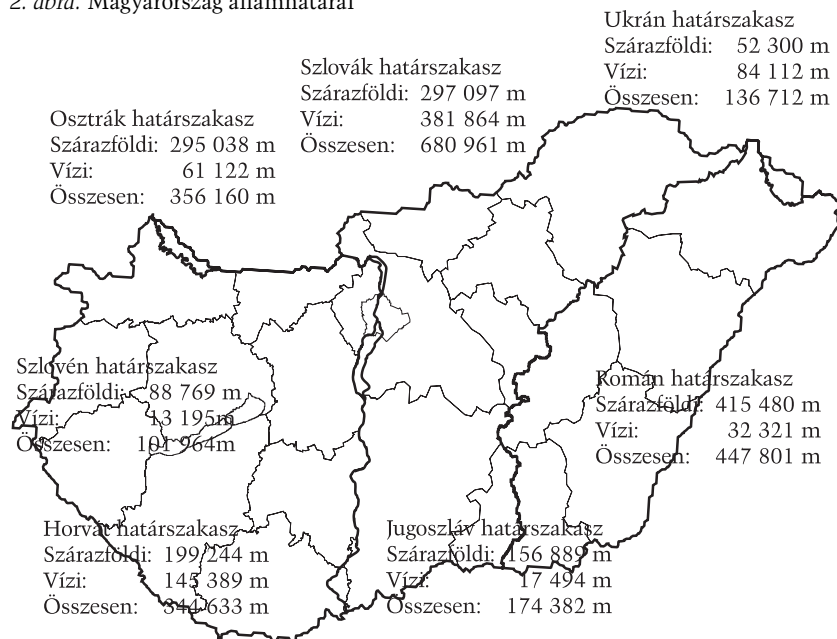 2. ábra. Magyarország államhatárai
Ukrán határszakasz
Szárazföldi: 52 300 m
Vízi: 84 112 m
Összesen: 136 712 m
Szlovák határszakasz
Szárazföldi: 297 097 m
Vízi: 381 864 m
Összesen: 680 961 m
Osztrák határszakasz
Szárazföldi: 295 038 m
Vízi: 61 122 m
Összesen: 356 160 m
Szlovén határszakasz
Szárazföldi: 88 769 m
Vízi: 13 195m
Összesen: 101 964m
Román határszakasz
Szárazföldi: 415 480 m
Vízi: 32 321 m
Összesen: 447 801 m
Horvát határszakasz
Szárazföldi: 199 244 m
Vízi: 145 389 m
Összesen: 344 633 m
Jugoszláv határszakasz
Szárazföldi: 156 889 m
Vízi: 17 494 m
Összesen: 174 382 m